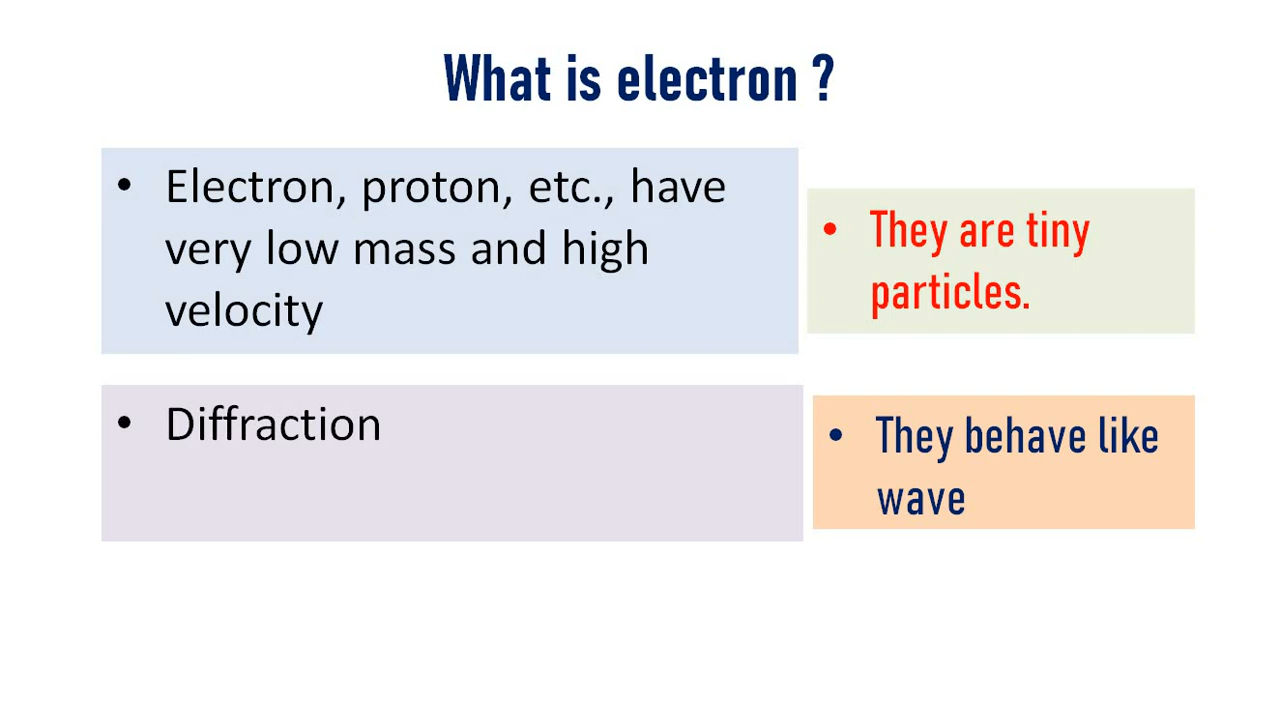 What is electron ?
• Electron, proton, etc., have
very low mass and high
velocity
• They are tiny
particles.
• Diffraction
• They behave like
wave